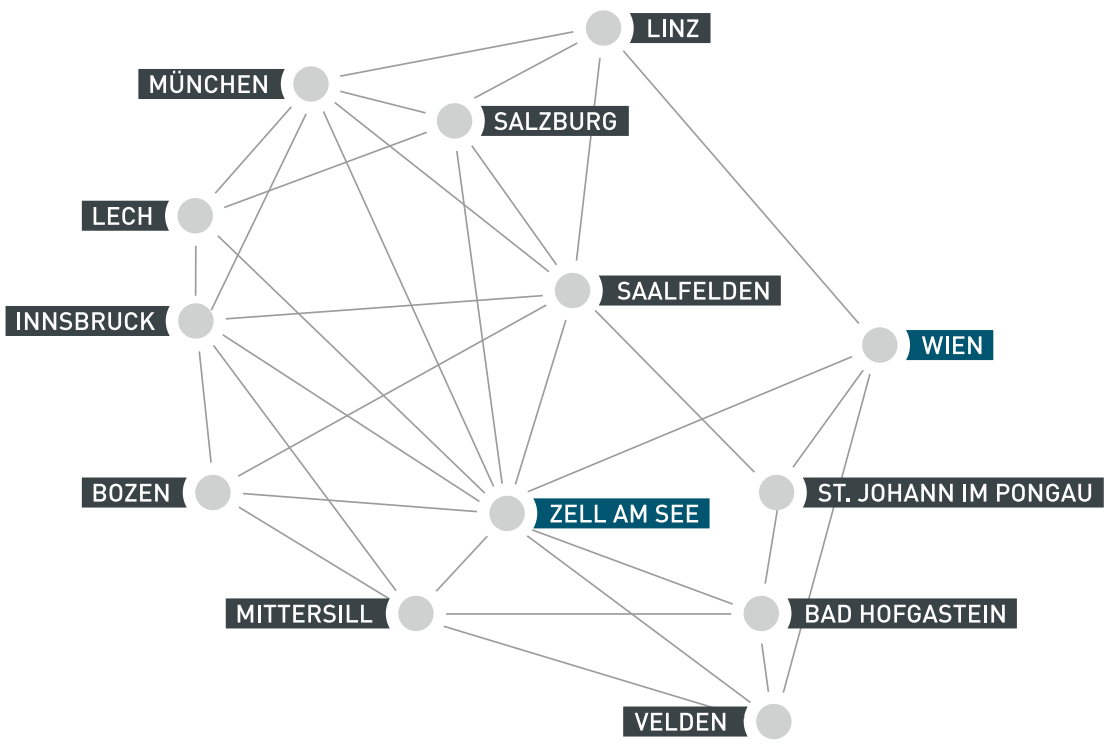 LINZ
MÜNCHEN
SALZBURG
LECH
SAALFELDEN
INNSBRUCK
WIEN
BOZEN
ST. JOHANN IM PONGAU
ZELL AM SEE
MITTERSILL
BAD HOFGASTEIN
VELDEN